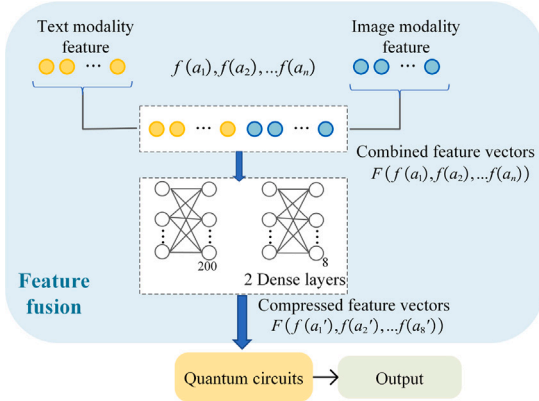 Text modality
feature
Image modality
feature
f(a₁), f(a₂), ...f(aₙ)
Combined feature vectors
F(f(a₁), f(a₂), ...f(aₙ))
200
8
2 Dense layers
Feature
fusion
Compressed feature vectors
F(f(a₁'), f(a₂'), ...f(a₈'))
Quantum circuits
Output